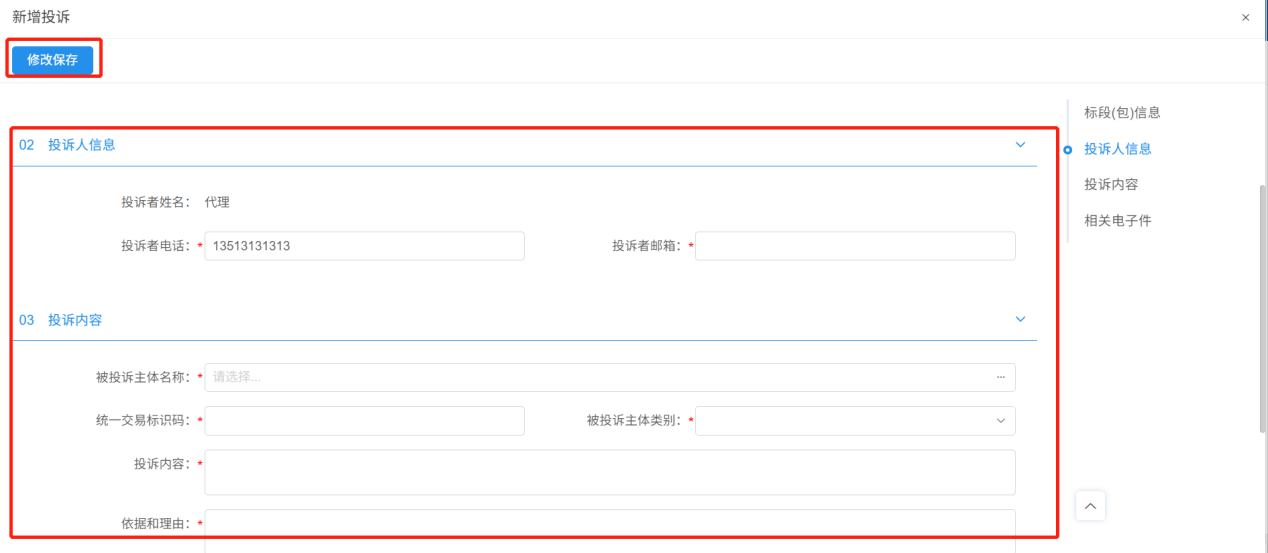 新增投诉 ×
修改保存
标段(包)信息
投诉人信息
投诉内容
相关电子件
02 投诉人信息
投诉者姓名： 代理
投诉者电话：* 13513131313 投诉者邮箱：*
03 投诉内容
被投诉主体名称：* 请选择... ...
统一交易标识码：* 被投诉主体类别：*
投诉内容：*
依据和理由：*